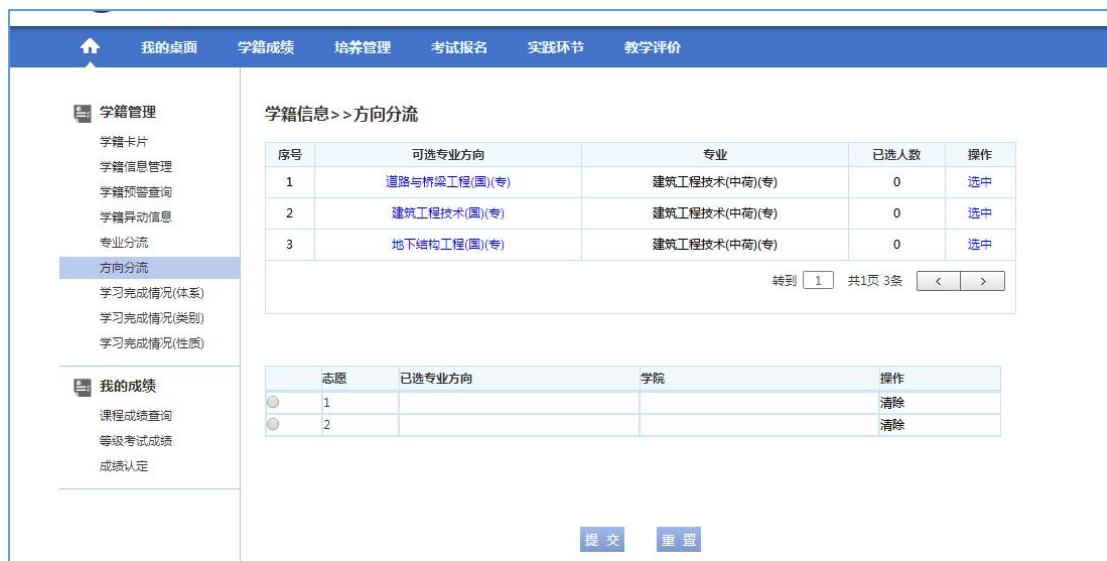 我的桌面 学籍成绩 培养管理 考试报名 实践环节 教学评价
学籍管理
学籍卡片
学籍信息管理
学籍预警查询
学籍异动信息
专业分流
方向分流
学习完成情况(体系)
学习完成情况(类别)
学习完成情况(性质)
我的成绩
课程成绩查询
等级考试成绩
成绩认定
学籍信息>>方向分流
序号 可选专业方向 专业 已选人数 操作
1 道路与桥梁工程(国)(专) 建筑工程技术(中荷)(专) 0 选中
2 建筑工程技术(国)(专) 建筑工程技术(中荷)(专) 0 选中
3 地下结构工程(国)(专) 建筑工程技术(中荷)(专) 0 选中
转到 1 共1页 3条 < >
志愿 已选专业方向 学院 操作
1 清除
2 清除
提 交 重 置